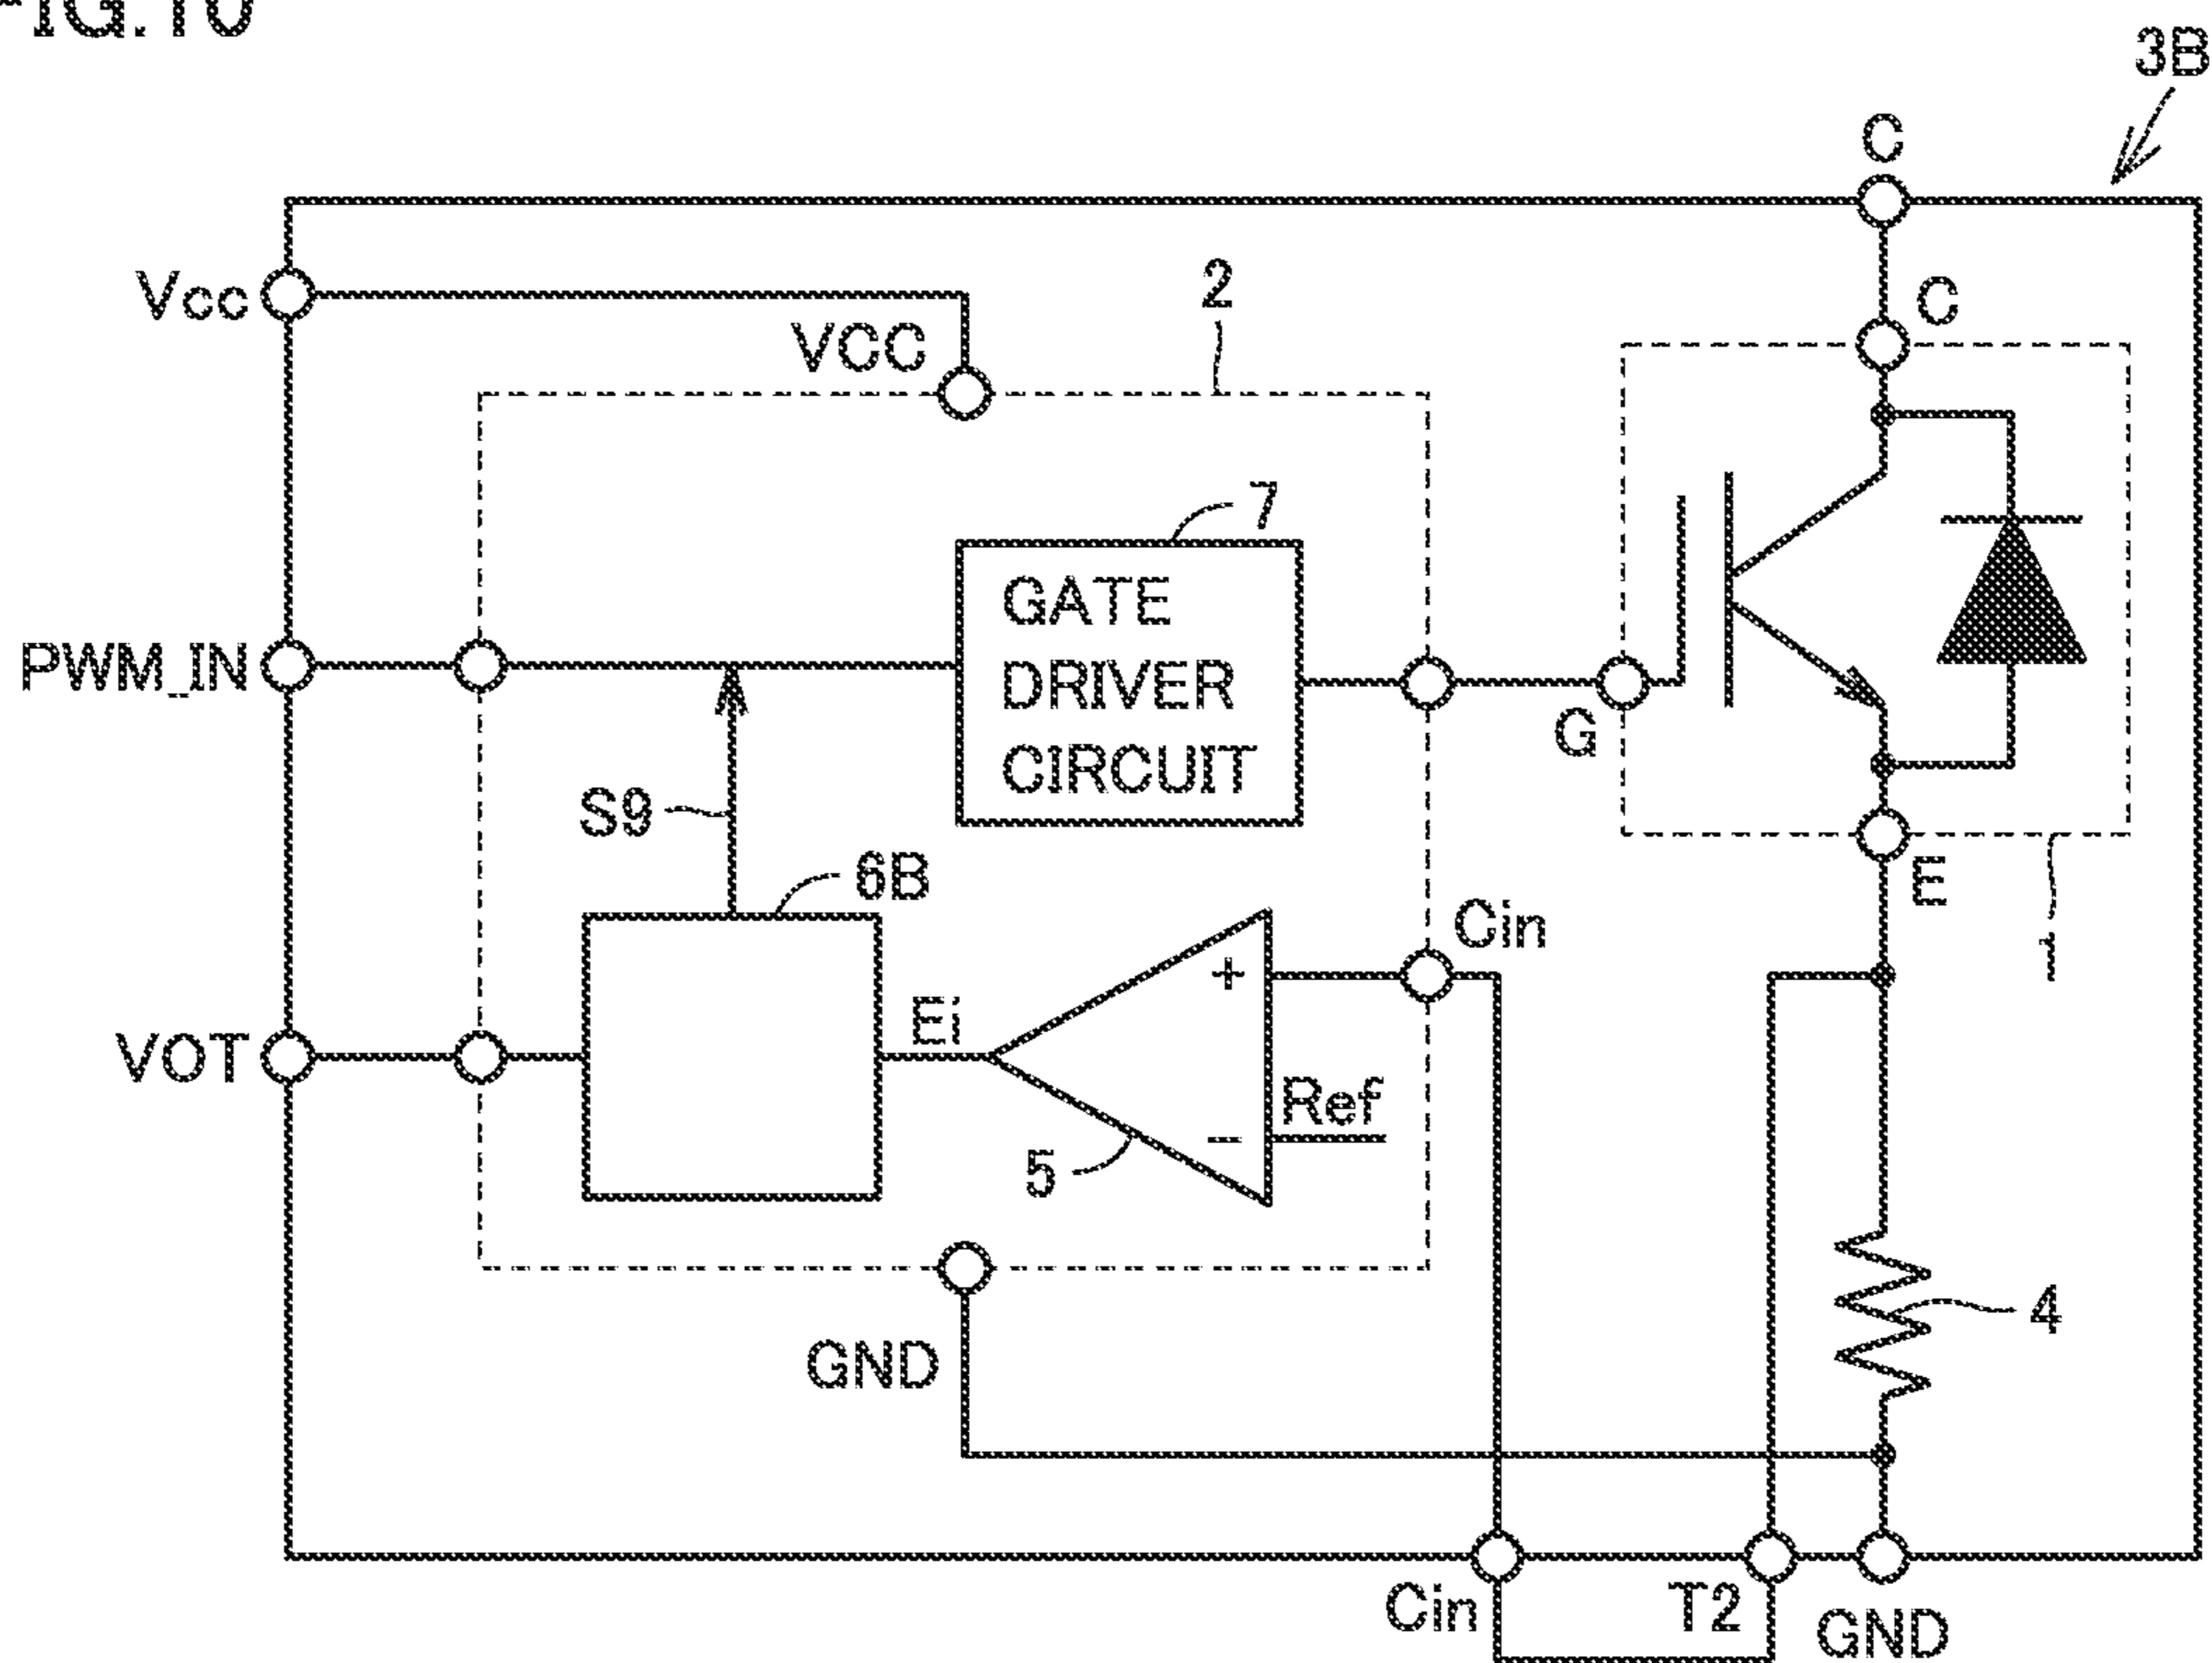 FIG.10
3B
C
Vcc
VCC
2
C
7
GATE
DRIVER
CIRCUIT
PWM_IN
G
S9
6B
E
1
Cin
+
Ei
VOT
Ref
−
5
4
GND
Cin
T2
GND